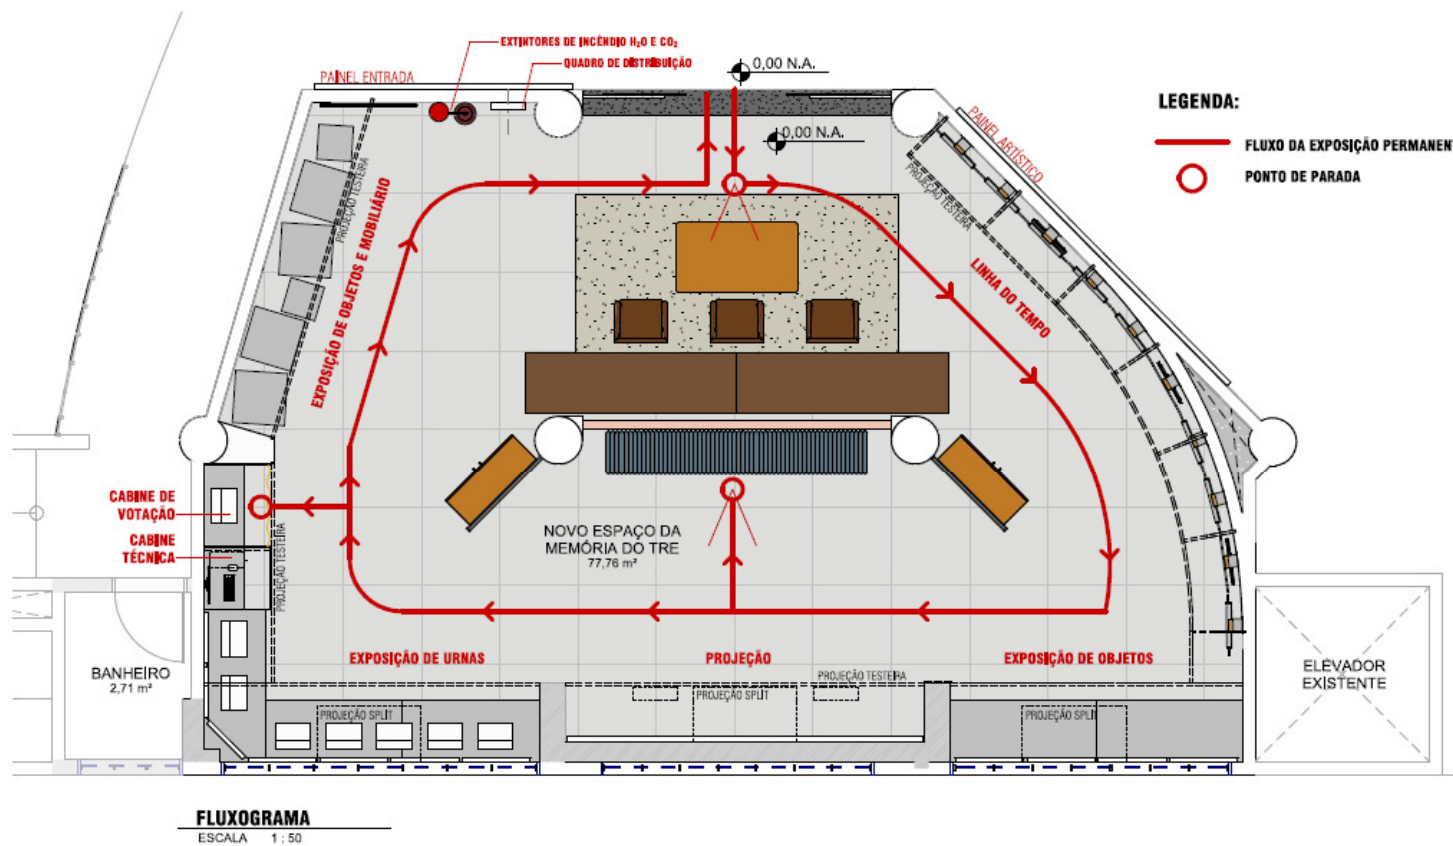 EXTINTORES DE INCÊNDIO H₂O E CO₂
QUADRO DE DISTRIBUIÇÃO
PAINEL ENTRADA
0,00 N.A.
0,00 N.A.
LEGENDA:
FLUXO DA EXPOSIÇÃO PERMANEN
PONTO DE PARADA
PAINEL ARTÍSTICO
PROJEÇÃO TESTEIRA
PROJEÇÃO TESTEIRA
EXPOSIÇÃO DE OBJETOS E MOBILIÁRIO
LINHA DO TEMPO
CABINE DE
VOTAÇÃO
CABINE
TÉCNICA
PROJEÇÃO TESTEIRA
NOVO ESPAÇO DA
MEMÓRIA DO TRE
77,76 m²
EXPOSIÇÃO DE URNAS
PROJEÇÃO
EXPOSIÇÃO DE OBJETOS
BANHEIRO
2,71 m²
PROJEÇÃO TESTEIRA
PROJEÇÃO SPLIT
PROJEÇÃO SPLIT
PROJEÇÃO SPLIT
ELEVADOR
EXISTENTE
FLUXOGRAMA
ESCALA 1 : 50